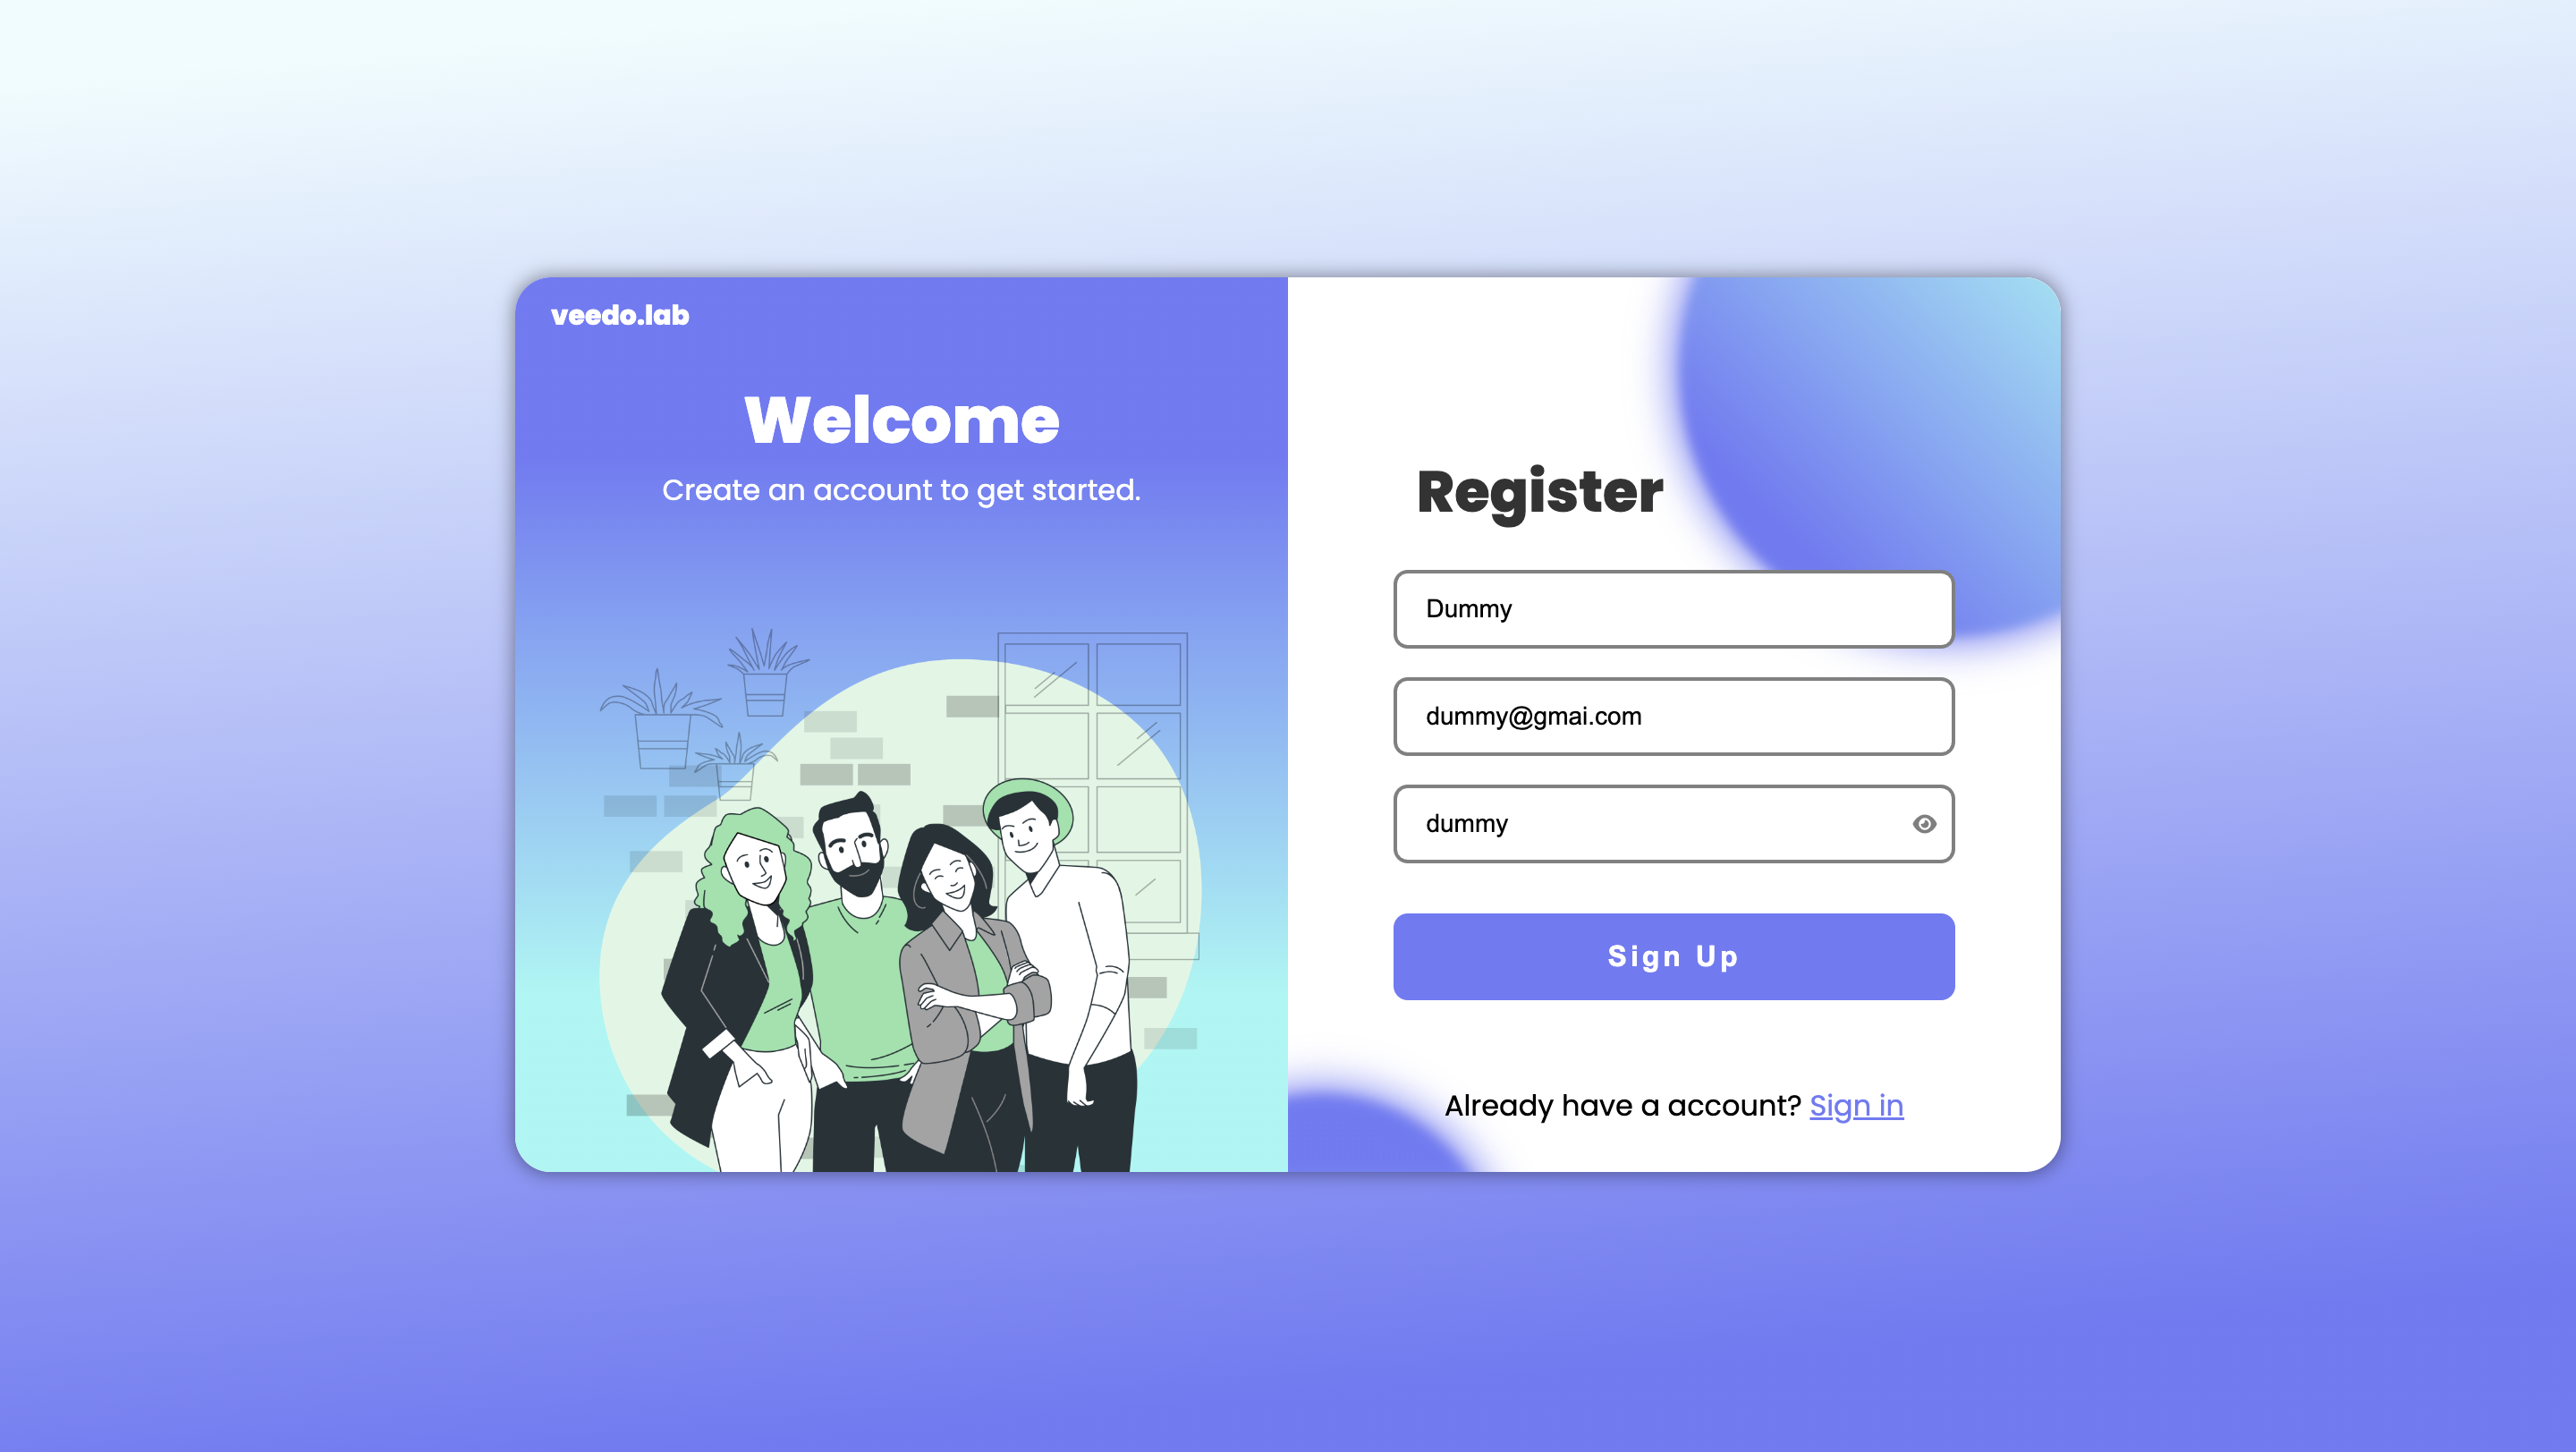 veedo.lab
Welcome
Create an account to get started.
Register
Dummy
dummy@gmai.com
dummy
Sign Up
Already have a account? Sign in